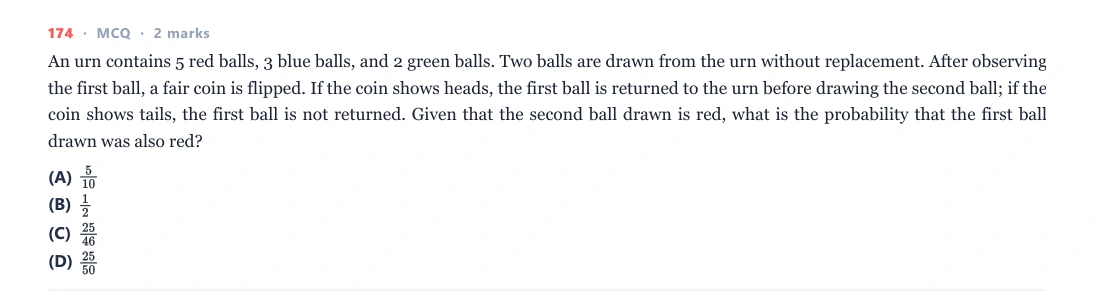 174 · MCQ · 2 marks
An urn contains 5 red balls, 3 blue balls, and 2 green balls. Two balls are drawn from the urn without replacement. After observing
the first ball, a fair coin is flipped. If the coin shows heads, the first ball is returned to the urn before drawing the second ball; if the
coin shows tails, the first ball is not returned. Given that the second ball drawn is red, what is the probability that the first ball
drawn was also red?
(A) 5/10
(B) 1/2
(C) 25/46
(D) 25/50